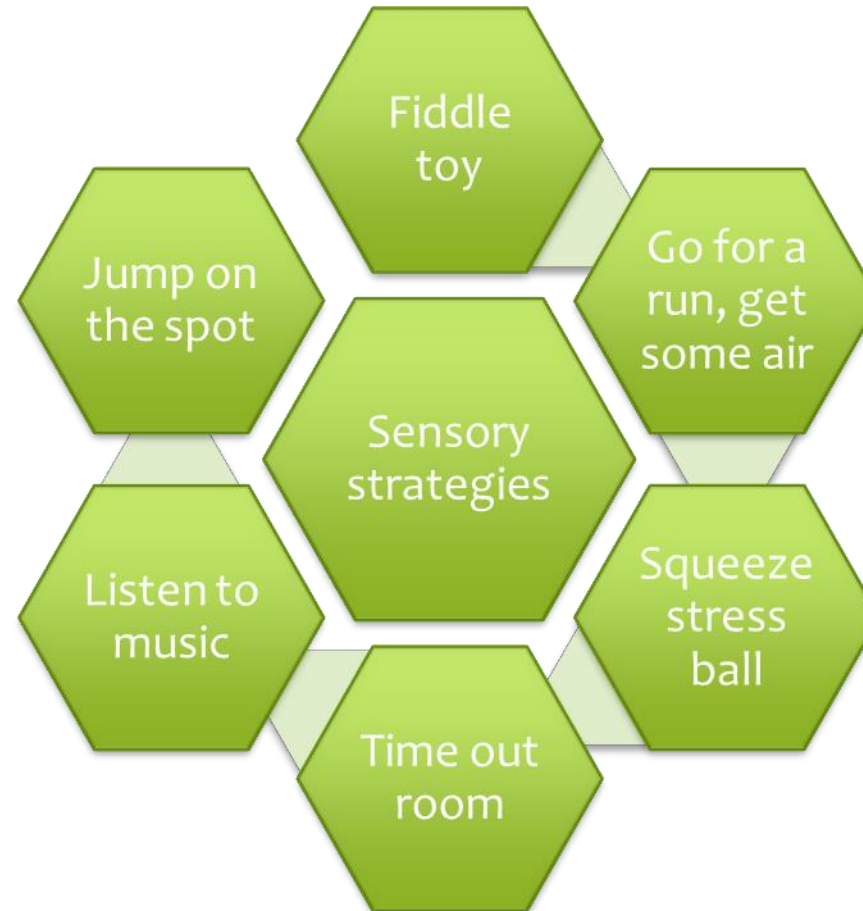 Fiddle
toy
Go for a
run, get
some air
Squeeze
stress
ball
Time out
room
Listen to
music
Jump on
the spot
Sensory
strategies